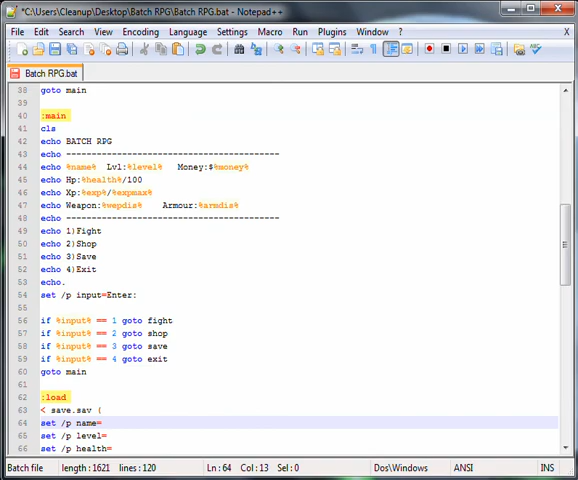 *C:\Users\Cleanup\Desktop\Batch RPG\Batch RPG.bat - Notepad++
File Edit Search View Encoding Language Settings Macro Run Plugins Window ? X
Batch RPG.bat
38 goto main
39
40 :main
41 cls
42 echo BATCH RPG
43 echo ------------------------------------------
44 echo %name% Lvl:%level% Money:$%money%
45 echo Hp:%health%/100
46 echo Xp:%exp%/%expmax%
47 echo Weapon:%wepdis% Armour:%armdis%
48 echo ------------------------------------------
49 echo 1)Fight
50 echo 2)Shop
51 echo 3)Save
52 echo 4)Exit
53 echo.
54 set /p input=Enter:
55
56 if %input% == 1 goto fight
57 if %input% == 2 goto shop
58 if %input% == 3 goto save
59 if %input% == 4 goto exit
60 goto main
61
62 :load
63 < save.sav (
64 set /p name=
65 set /p level=
66 set /p health=
Batch file length : 1621 lines : 120 Ln : 64 Col : 13 Sel : 0 Dos\Windows ANSI INS